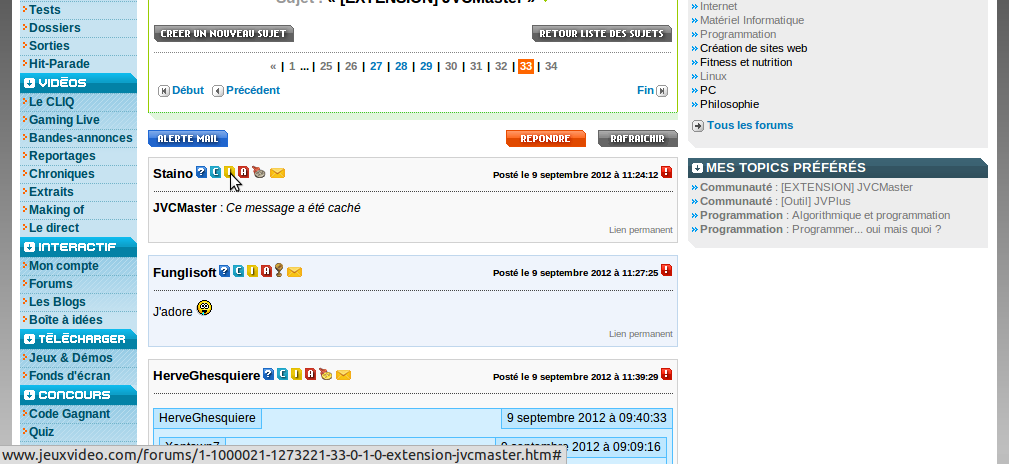 Tests
Dossiers
Sorties
Hit-Parade
VIDÉOS
Le CLIQ
Gaming Live
Bandes-annonces
Reportages
Chroniques
Extraits
Making of
Le direct
INTERACTIF
Mon compte
Forums
Les Blogs
Boîte à idées
TÉLÉCHARGER
Jeux & Démos
Fonds d'écran
CONCOURS
Code Gagnant
Quiz
Sujet : « [EXTENSION] JVCMaster »
CREER UN NOUVEAU SUJET RETOUR LISTE DES SUJETS
« | 1 ... | 25 | 26 | 27 | 28 | 29 | 30 | 31 | 32 | 33 | 34
Début Précédent Fin
ALERTE MAIL REPONDRE RAFRAICHIR
Staino ? C J A Posté le 9 septembre 2012 à 11:24:12 !
JVCMaster : Ce message a été caché
Lien permanent
Funglisoft ? C J A Posté le 9 septembre 2012 à 11:27:25 !
J'adore
Lien permanent
HerveGhesquiere ? C J A Posté le 9 septembre 2012 à 11:39:29 !
HerveGhesquiere 9 septembre 2012 à 09:40:33
9 septembre 2012 à 09:09:16
Internet
Matériel Informatique
Programmation
Création de sites web
Fitness et nutrition
Linux
PC
Philosophie
Tous les forums
MES TOPICS PRÉFÉRÉS
Communauté : [EXTENSION] JVCMaster
Communauté : [Outil] JVPlus
Programmation : Algorithmique et programmation
Programmation : Programmer... oui mais quoi ?
www.jeuxvideo.com/forums/1-1000021-1273221-33-0-1-0-extension-jvcmaster.htm#